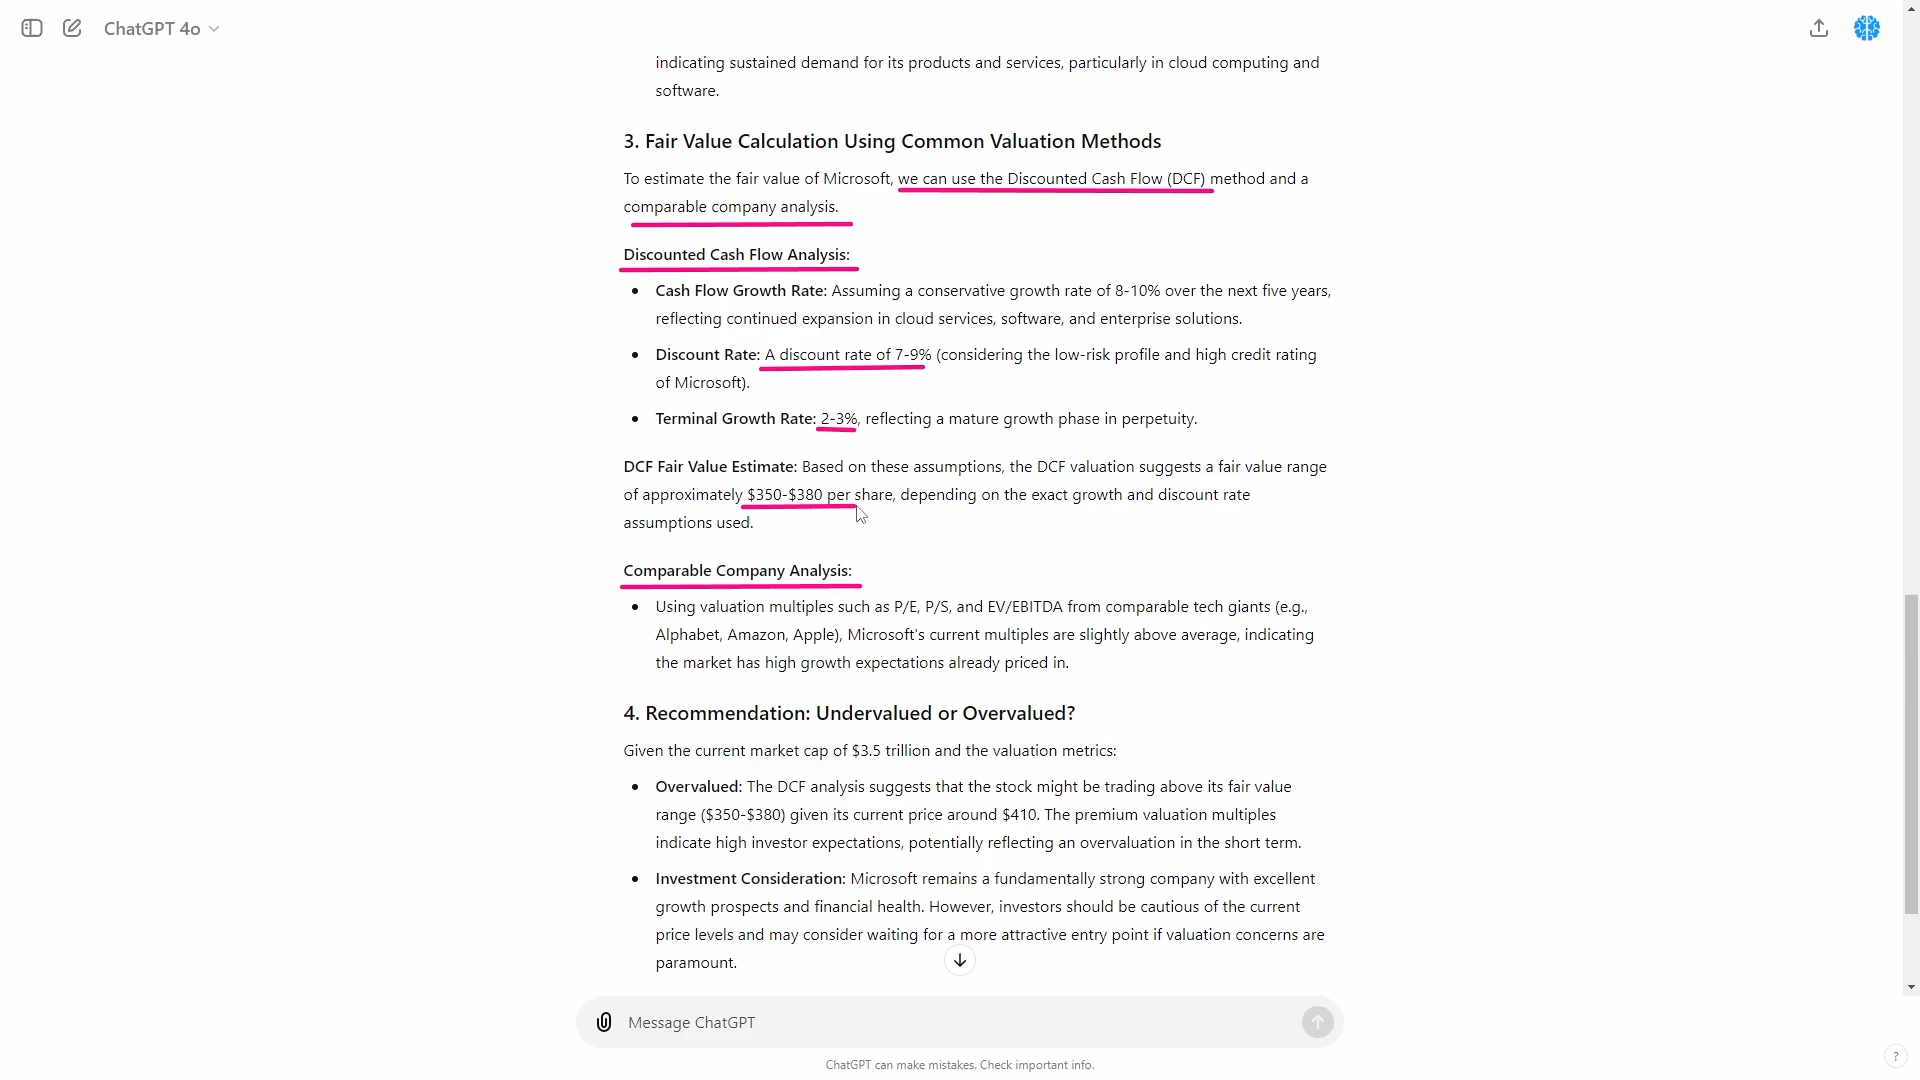 ChatGPT 4o
indicating sustained demand for its products and services, particularly in cloud computing and
software.
3. Fair Value Calculation Using Common Valuation Methods
To estimate the fair value of Microsoft, we can use the Discounted Cash Flow (DCF) method and a
comparable company analysis.
Discounted Cash Flow Analysis:
• Cash Flow Growth Rate: Assuming a conservative growth rate of 8-10% over the next five years,
reflecting continued expansion in cloud services, software, and enterprise solutions.
• Discount Rate: A discount rate of 7-9% (considering the low-risk profile and high credit rating
of Microsoft).
• Terminal Growth Rate: 2-3%, reflecting a mature growth phase in perpetuity.
DCF Fair Value Estimate: Based on these assumptions, the DCF valuation suggests a fair value range
of approximately $350-$380 per share, depending on the exact growth and discount rate
assumptions used.
Comparable Company Analysis:
• Using valuation multiples such as P/E, P/S, and EV/EBITDA from comparable tech giants (e.g.,
Alphabet, Amazon, Apple), Microsoft's current multiples are slightly above average, indicating
the market has high growth expectations already priced in.
4. Recommendation: Undervalued or Overvalued?
Given the current market cap of $3.5 trillion and the valuation metrics:
• Overvalued: The DCF analysis suggests that the stock might be trading above its fair value
range ($350-$380) given its current price around $410. The premium valuation multiples
indicate high investor expectations, potentially reflecting an overvaluation in the short term.
• Investment Consideration: Microsoft remains a fundamentally strong company with excellent
growth prospects and financial health. However, investors should be cautious of the current
price levels and may consider waiting for a more attractive entry point if valuation concerns are
paramount.
Message ChatGPT
ChatGPT can make mistakes. Check important info.
?